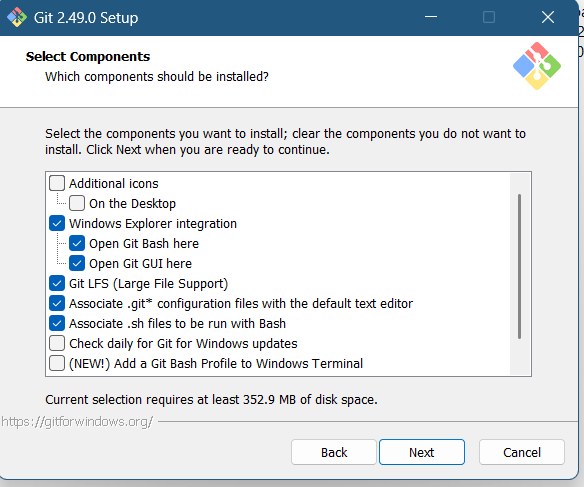 Git 2.49.0 Setup
Select Components
Which components should be installed?
Select the components you want to install; clear the components you do not want to
install. Click Next when you are ready to continue.
Additional icons
On the Desktop
Windows Explorer integration
Open Git Bash here
Open Git GUI here
Git LFS (Large File Support)
Associate .git* configuration files with the default text editor
Associate .sh files to be run with Bash
Check daily for Git for Windows updates
(NEW!) Add a Git Bash Profile to Windows Terminal
Current selection requires at least 352.9 MB of disk space.
https://gitforwindows.org/
Back
Next
Cancel